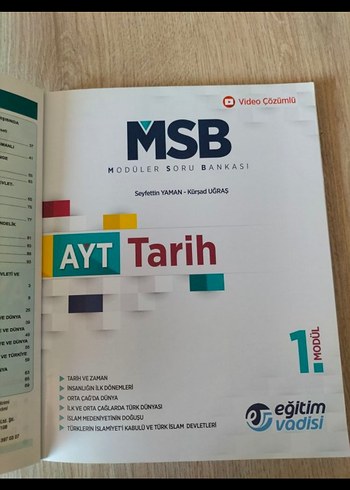 Video Çözümlü
MSB
MODÜLER SORU BANKASI
Seyfettin YAMAN - Kürşad UĞRAŞ
AYT Tarih
1. MODÜL
TARİH VE ZAMAN
İNSANLIĞIN İLK DÖNEMLERİ
ORTA ÇAĞ'DA DÜNYA
İLK VE ORTA ÇAĞLARDA TÜRK DÜNYASI
İSLAM MEDENİYETİNİN DOĞUŞU
TÜRKLERİN İSLAMİYET'İ KABULÜ VE TÜRK İSLAM DEVLETLERİ
eğitim
vadisi